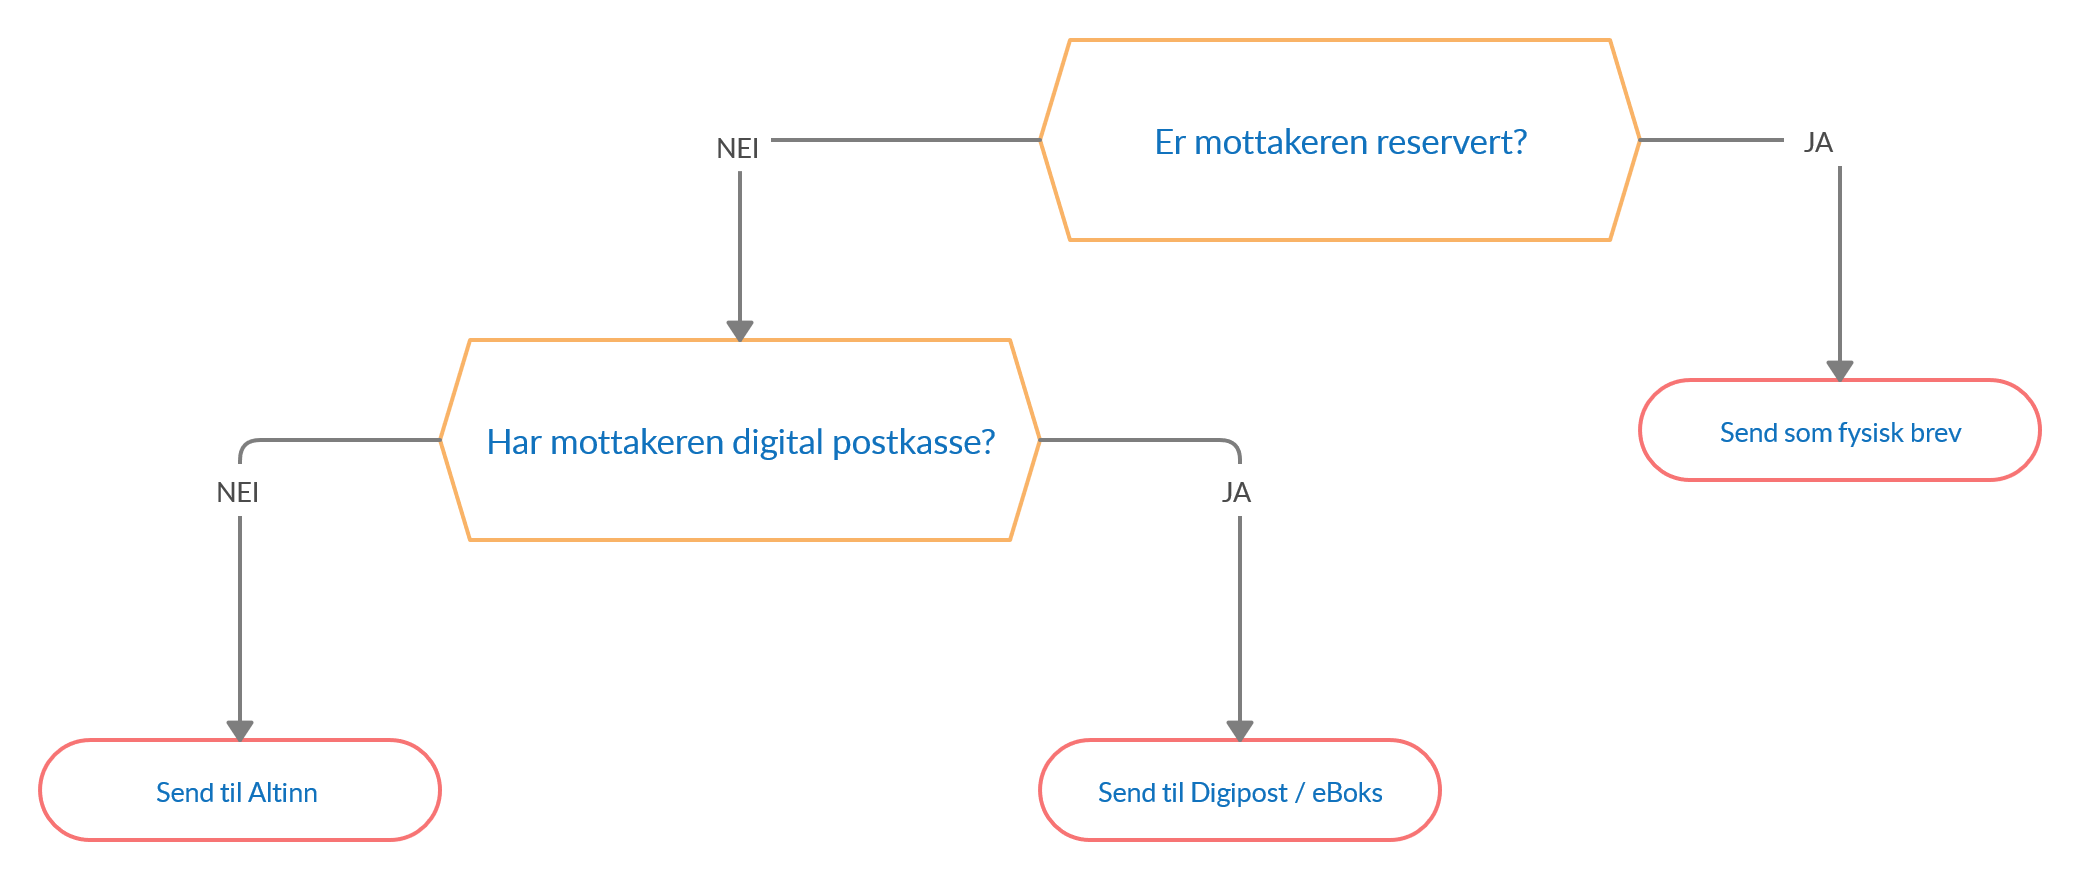 Er mottakeren reservert?
NEI
JA
Har mottakeren digital postkasse?
Send som fysisk brev
NEI
JA
Send til Altinn
Send til Digipost / eBoks